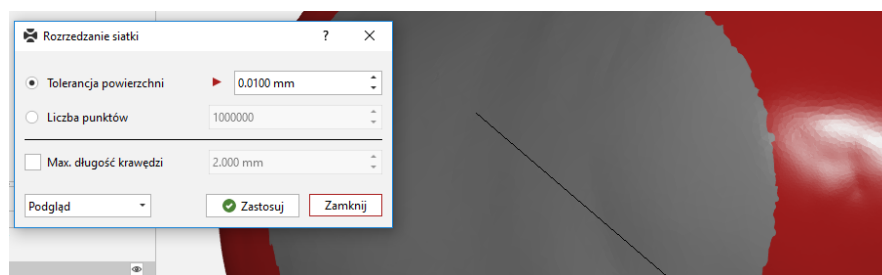 Rozrzedzanie siatki ?
Tolerancja powierzchni 0.0100 mm
Liczba punktów 1000000
Max. długość krawędzi 2.000 mm
Podgląd Zastosuj Zamknij